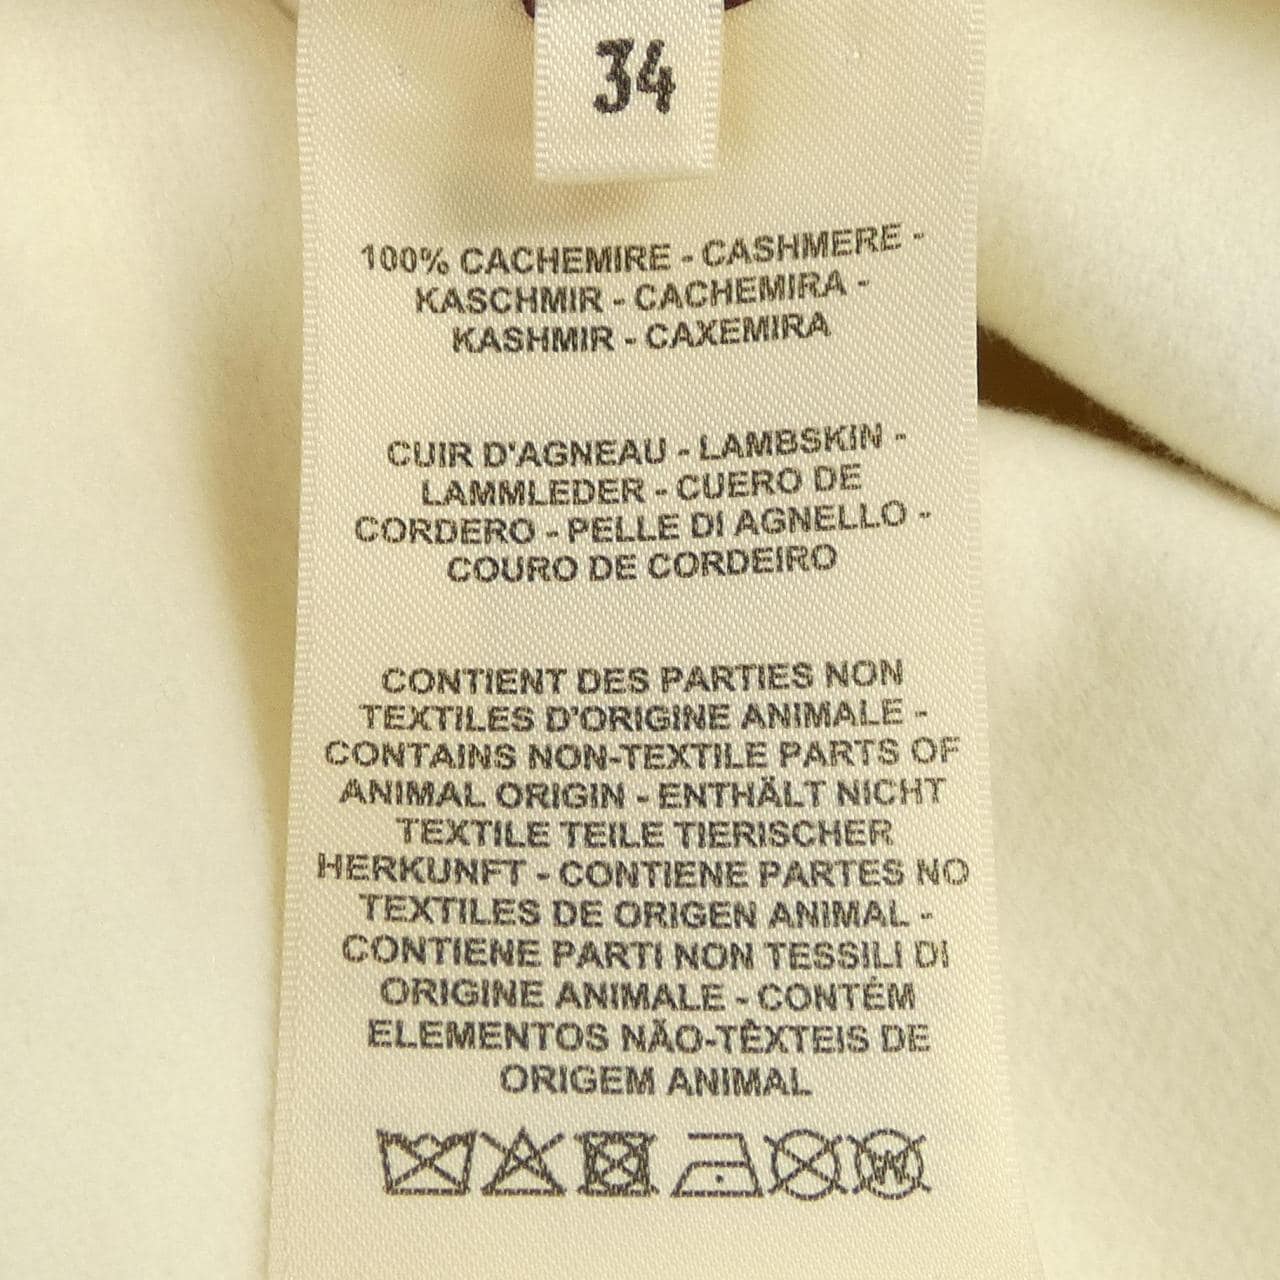 34
100% CACHEMIRE - CASHMERE -
KASCHMIR - CACHEMIRA -
KASHMIR - CAXEMIRA
CUIR D'AGNEAU - LAMBSKIN -
LAMMLEDER - CUERO DE
CORDERO - PELLE DI AGNELLO -
COURO DE CORDEIRO
CONTIENT DES PARTIES NON
TEXTILES D'ORIGINE ANIMALE -
CONTAINS NON-TEXTILE PARTS OF
ANIMAL ORIGIN - ENTHÄLT NICHT
TEXTILE TEILE TIERISCHER
HERKUNFT - CONTIENE PARTES NO
TEXTILES DE ORIGEN ANIMAL -
CONTIENE PARTI NON TESSILI DI
ORIGINE ANIMALE - CONTÉM
ELEMENTOS NÃO-TÊXTEIS DE
ORIGEM ANIMAL
W